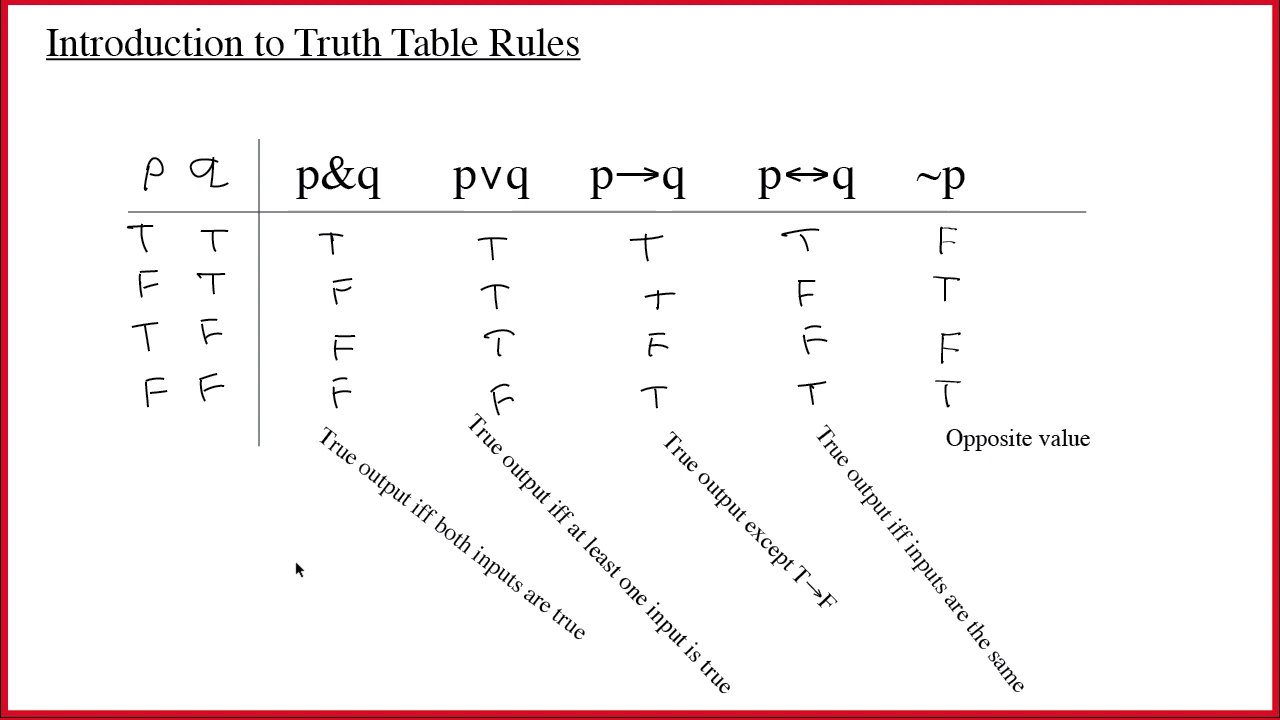 Introduction to Truth Table Rules
p q p&q p∨q p→q p↔q ~p
T T T T T T F
F T F T T F T
T F F T F F F
F F F F T T T
True output iff both inputs are true
True output iff at least one input is true
True output except T→F
True output iff inputs are the same
Opposite value